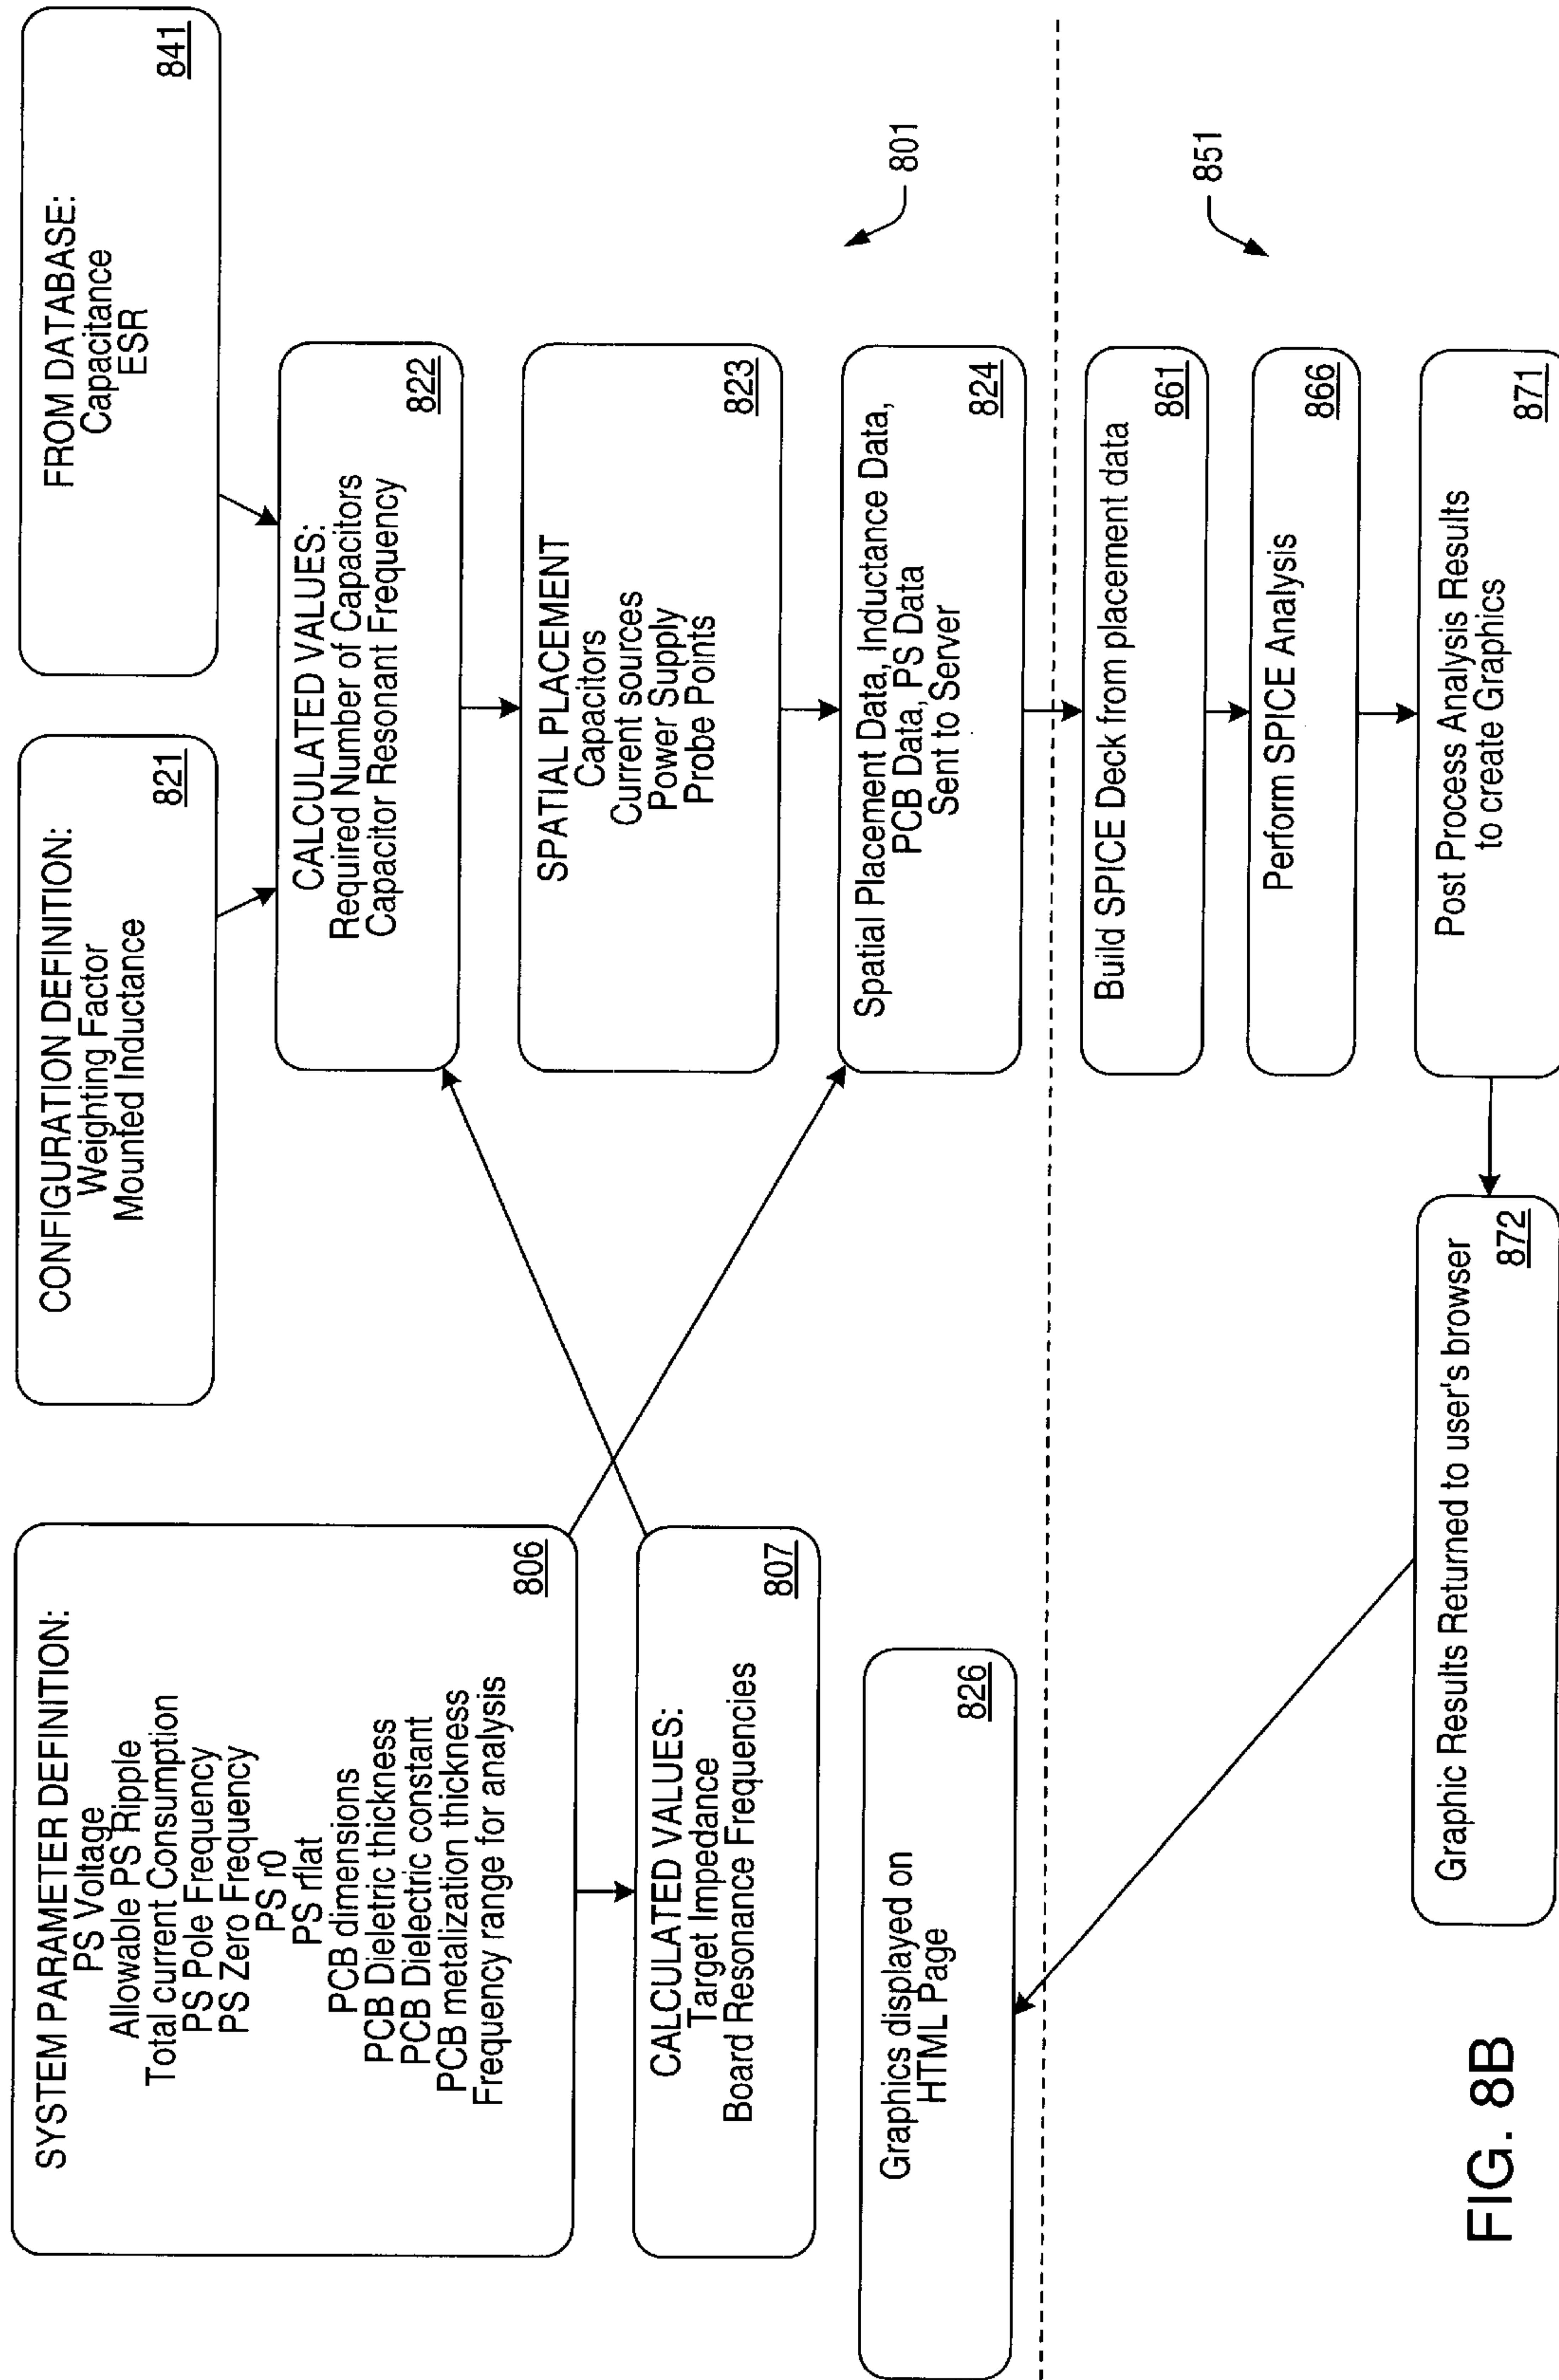 SYSTEM PARAMETER DEFINITION:
PS Voltage
Allowable PS Ripple
Total current Consumption
PS Pole Frequency
PS Zero Frequency
PS r0
PS rflat
PCB dimensions
PCB Dieletric thickness
PCB Dielectric constant
PCB metalization thickness
Frequency range for analysis
806
CALCULATED VALUES:
Target Impedance
Board Resonance Frequencies
807
Graphics displayed on
HTML Page
826
CONFIGURATION DEFINITION:
Weighting Factor
Mounted Inductance
821
FROM DATABASE:
Capacitance
ESR
841
CALCULATED VALUES:
Required Number of Capacitors
Capacitor Resonant Frequency
822
SPATIAL PLACEMENT
Capacitors
Current sources
Power Supply
Probe Points
823
Spatial Placement Data, Inductance Data,
PCB Data, PS Data
Sent to Server
824
801
851
Build SPICE Deck from placement data
861
Perform SPICE Analysis
866
Post Process Analysis Results
to create Graphics
871
Graphic Results Returned to user's browser
872
FIG. 8B